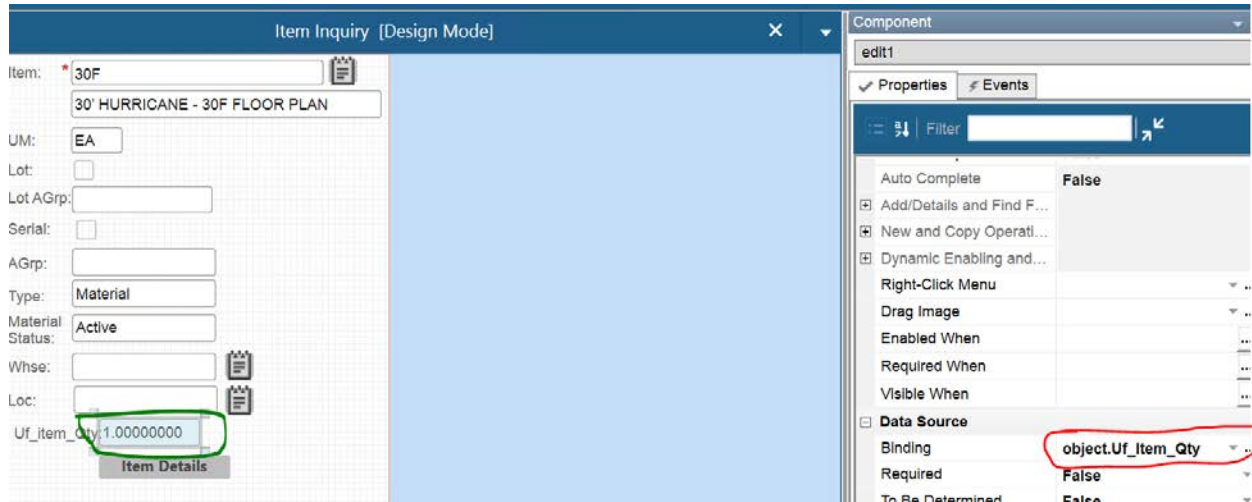 Item Inquiry [Design Mode]
Item: * 30F
30' HURRICANE - 30F FLOOR PLAN
UM: EA
Lot:
Lot AGrp:
Serial:
AGrp:
Type: Material
Material Status: Active
Whse:
Loc:
Uf_item_Qty: 1.00000000
Item Details
Component
edit1
Properties Events
Filter
Auto Complete False
Add/Details and Find F...
New and Copy Operati...
Dynamic Enabling and...
Right-Click Menu
Drag Image
Enabled When
Required When
Visible When
Data Source
Binding object.Uf_Item_Qty
Required False
To Be Determined False